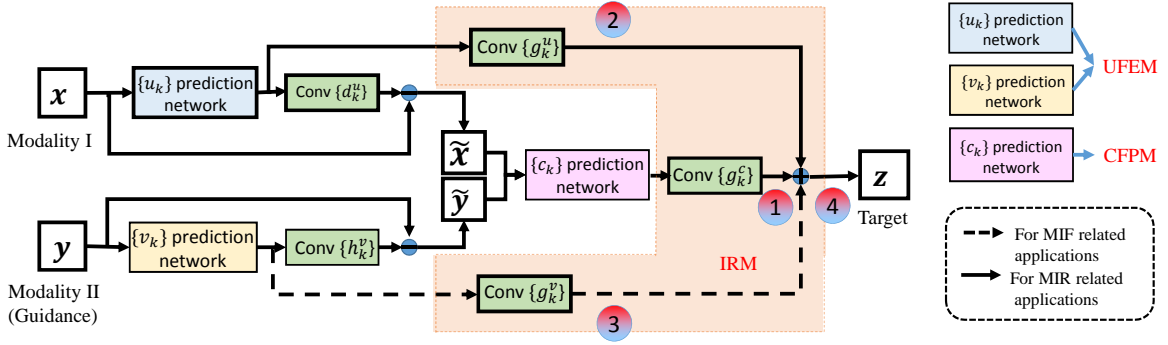 2
{u_k} prediction
network
UFEM
{v_k} prediction
network
{c_k} prediction
network
CFPM
Conv {g_k^u}
x
{u_k} prediction
network
Conv {d_k^u}
-
Modality I
x̃
ỹ
{c_k} prediction
network
Conv {g_k^c}
+
z
1
4
Target
y
{v_k} prediction
network
Conv {h_k^v}
-
IRM
Modality II
(Guidance)
Conv {g_k^v}
3
For MIF related
applications
For MIR related
applications